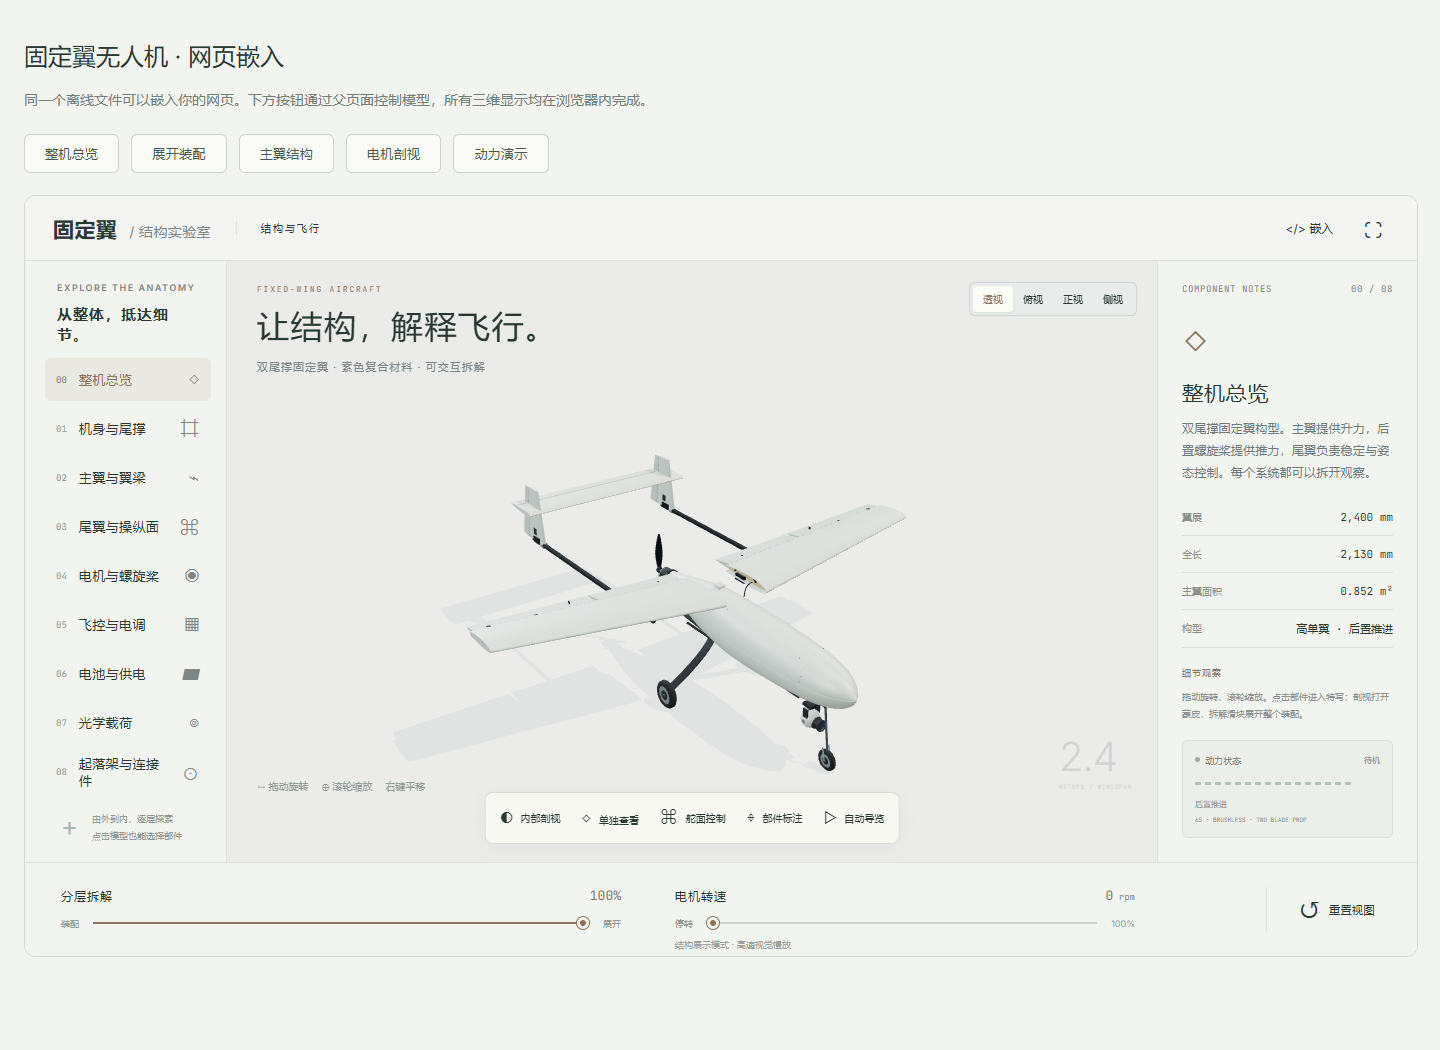 固定翼无人机 · 网页嵌入
同一个离线文件可以嵌入你的网页。下方按钮通过父页面控制模型，所有三维显示均在浏览器内完成。
整机总览
展开装配
主翼结构
电机剖视
动力演示
固定翼 / 结构实验室
结构与飞行
</> 嵌入
EXPLORE THE ANATOMY
从整体，抵达细
节。
00 整机总览
01 机身与尾撑
02 主翼与翼梁
03 尾翼与操纵面
04 电机与螺旋桨
05 飞控与电调
06 电池与供电
07 光学载荷
08 起落架与连接
件
由外到内，逐层探索
点击模型也能选择部件
FIXED-WING AIRCRAFT
让结构，解释飞行。
双尾撑固定翼 · 素色复合材料 · 可交互拆解
透视
俯视
正视
侧视
2.4
METRES / WINGSPAN
拖动旋转
滚轮缩放
右键平移
内部剖视
单独查看
舵面控制
部件标注
自动导览
COMPONENT NOTES
00 / 08
整机总览
双尾撑固定翼构型。主翼提供升力，后
置螺旋桨提供推力，尾翼负责稳定与姿
态控制。每个系统都可以拆开观察。
翼展 2,400 mm
全长 2,130 mm
主翼面积 0.852 m²
构型 高单翼 · 后置推进
细节观察
拖动旋转、滚轮缩放。点击部件进入特写；剖视打开
蒙皮，拆解滑块展开整个装配。
动力状态 待机
后置推进
6S · BRUSHLESS · TWO-BLADE PROP
分层拆解 100%
装配 展开
电机转速 0 rpm
停转 100%
结构展示模式 · 高速视觉慢放
重置视图